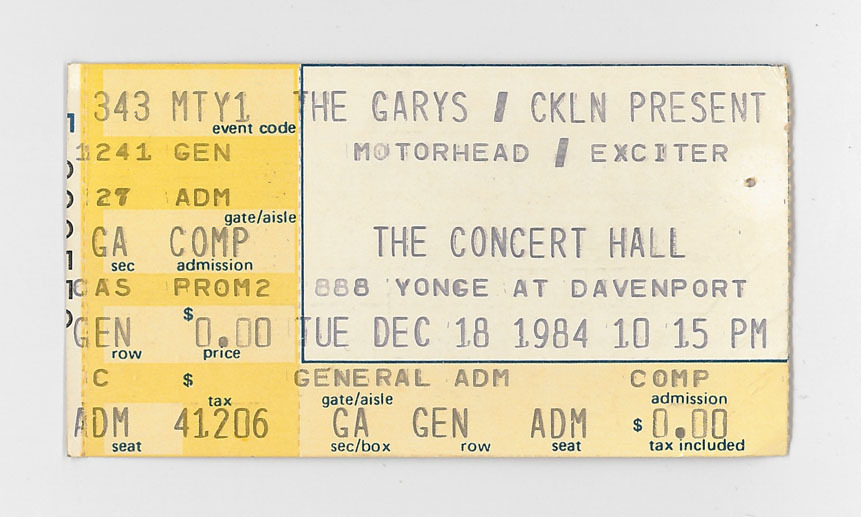 343 MTY1 THE GARYS / CKLN PRESENT
event code
1241 GEN MOTORHEAD / EXCITER
27 ADM
gate/aisle
GA COMP THE CONCERT HALL
sec admission
CAS PROM2 888 YONGE AT DAVENPORT
GEN $ 0.00 TUE DEC 18 1984 10 15 PM
row price
C $ GENERAL ADM COMP
tax gate/aisle admission
ADM 41206 GA GEN ADM $ 0.00
seat sec/box row seat tax included